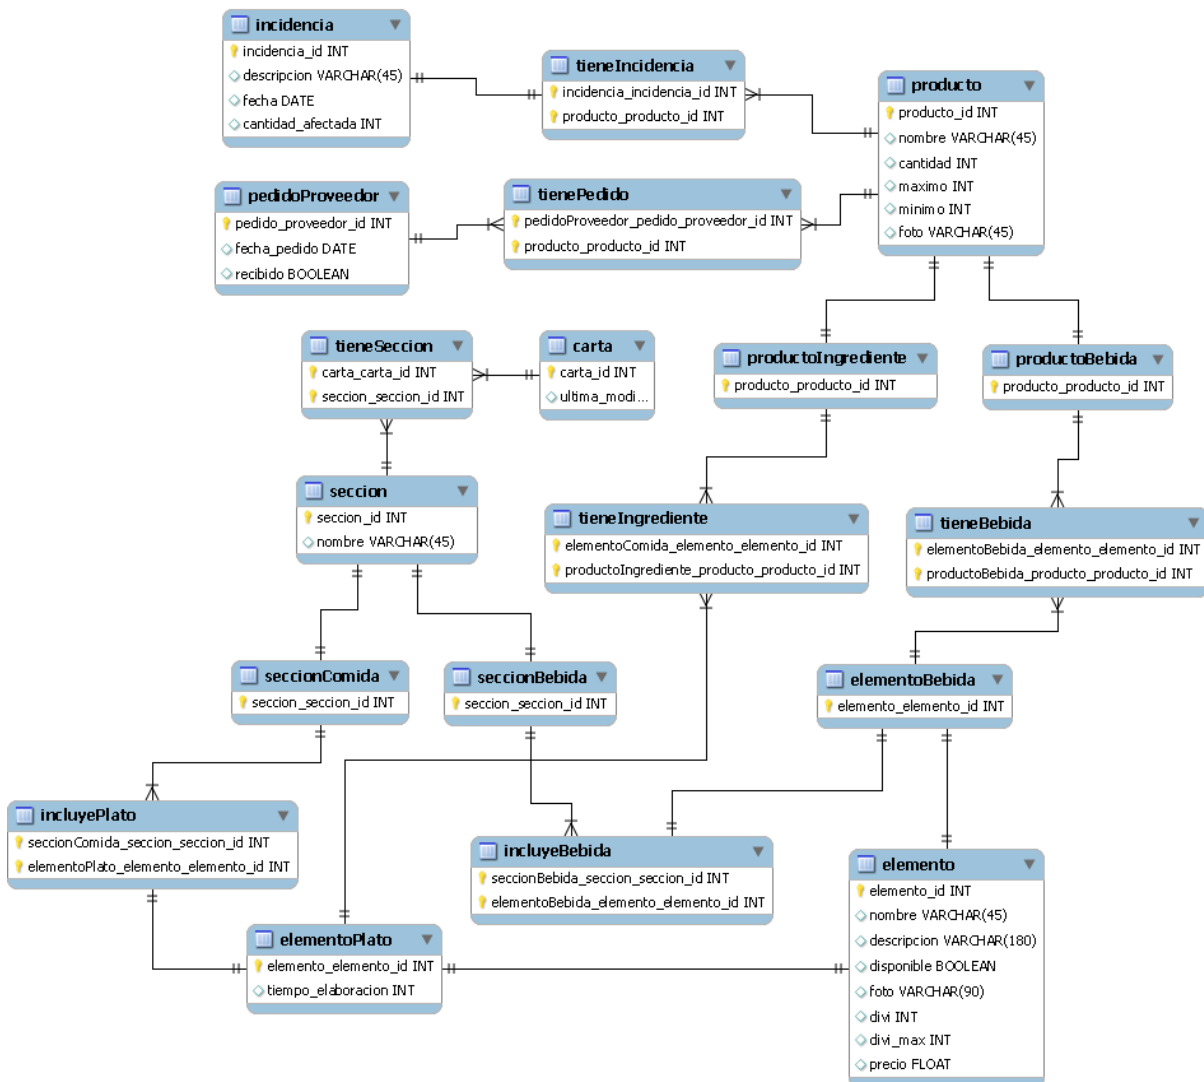 incidencia
incidencia_id INT
descripcion VARCHAR(45)
fecha DATE
cantidad_afectada INT
tieneIncidencia
incidencia_incidencia_id INT
producto_producto_id INT
producto
producto_id INT
nombre VARCHAR(45)
cantidad INT
maximo INT
minimo INT
foto VARCHAR(45)
pedidoProveedor
pedido_proveedor_id INT
fecha_pedido DATE
recibido BOOLEAN
tienePedido
pedidoProveedor_pedido_proveedor_id INT
producto_producto_id INT
tieneSeccion
carta_carta_id INT
seccion_seccion_id INT
carta
carta_id INT
ultima_modi...
productoIngrediente
producto_producto_id INT
productoBebida
producto_producto_id INT
seccion
seccion_id INT
nombre VARCHAR(45)
tieneIngrediente
elementoComida_elemento_elemento_id INT
productoIngrediente_producto_producto_id INT
tieneBebida
elementoBebida_elemento_elemento_id INT
productoBebida_producto_producto_id INT
seccionComida
seccion_seccion_id INT
seccionBebida
seccion_seccion_id INT
elementoBebida
elemento_elemento_id INT
incluyePlato
seccionComida_seccion_seccion_id INT
elementoPlato_elemento_elemento_id INT
incluyeBebida
seccionBebida_seccion_seccion_id INT
elementoBebida_elemento_elemento_id INT
elemento
elemento_id INT
nombre VARCHAR(45)
descripcion VARCHAR(180)
disponible BOOLEAN
foto VARCHAR(90)
divi INT
divi_max INT
precio FLOAT
elementoPlato
elemento_elemento_id INT
tiempo_elaboracion INT